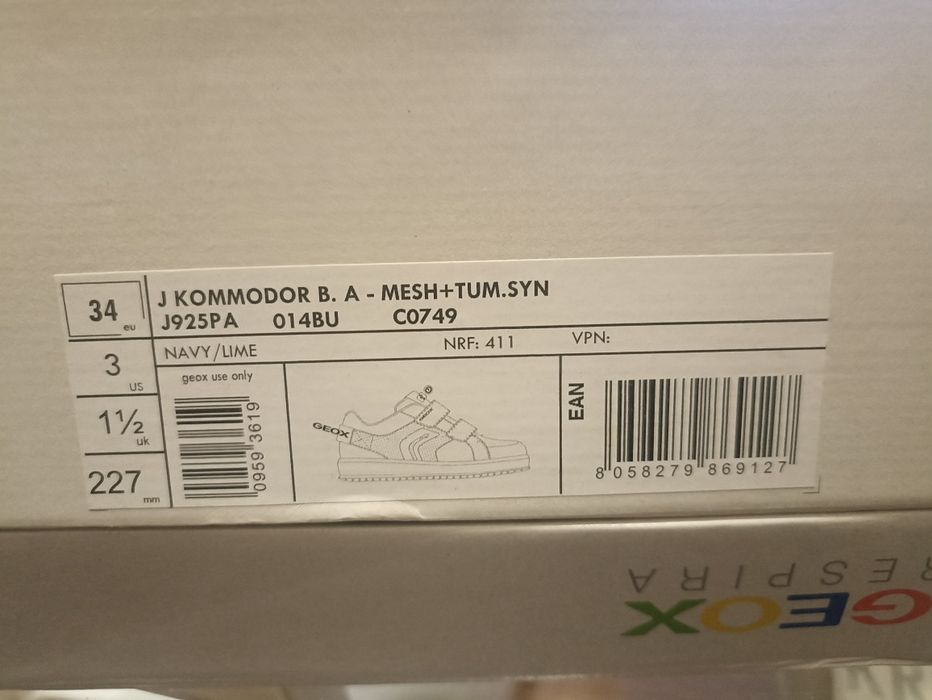 34 eu
3 US
1½ uk
227 mm
J KOMMODOR B. A - MESH+TUM.SYN
J925PA 014BU C0749
NAVY/LIME NRF: 411 VPN:
geox use only
0959 3619
GEOX
GEOX
EAN
8 058279 869127
GEOX
RESPIRA